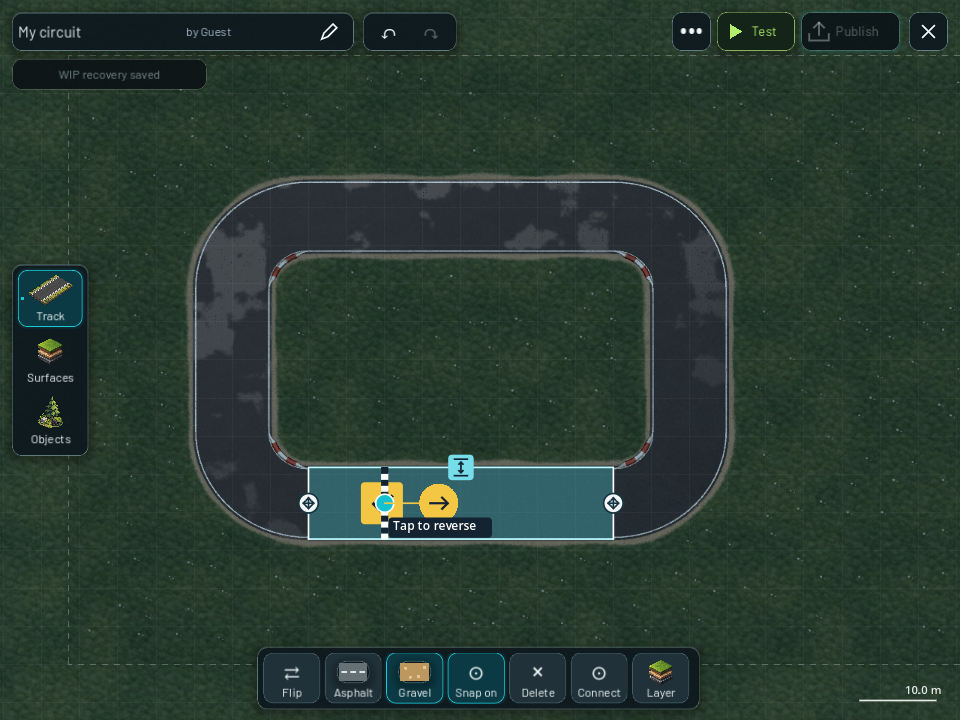 My circuit
by Guest
Test
Publish
WIP recovery saved
Track
Surfaces
Objects
Tap to reverse
Flip
Asphalt
Gravel
Snap on
Delete
Connect
Layer
10.0 m